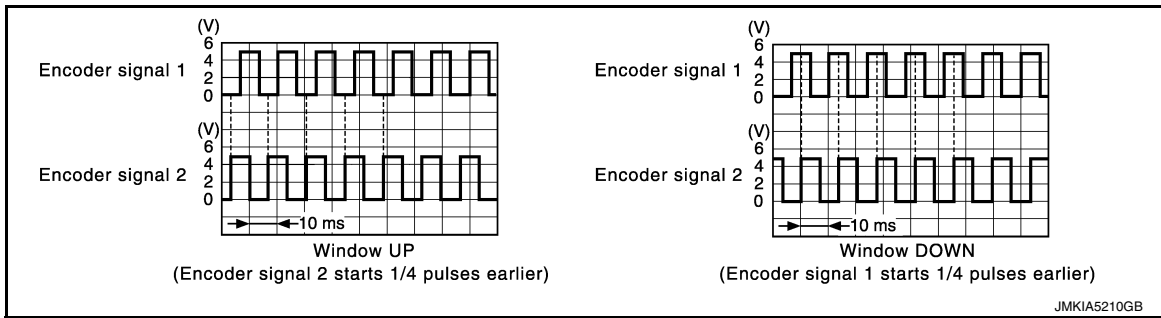 (V)
6
4
2
0
Encoder signal 1
(V)
6
4
2
0
Encoder signal 2
10 ms
Window UP
(Encoder signal 2 starts 1/4 pulses earlier)
(V)
6
4
2
0
Encoder signal 1
(V)
6
4
2
0
Encoder signal 2
10 ms
Window DOWN
(Encoder signal 1 starts 1/4 pulses earlier)
JMKIA5210GB